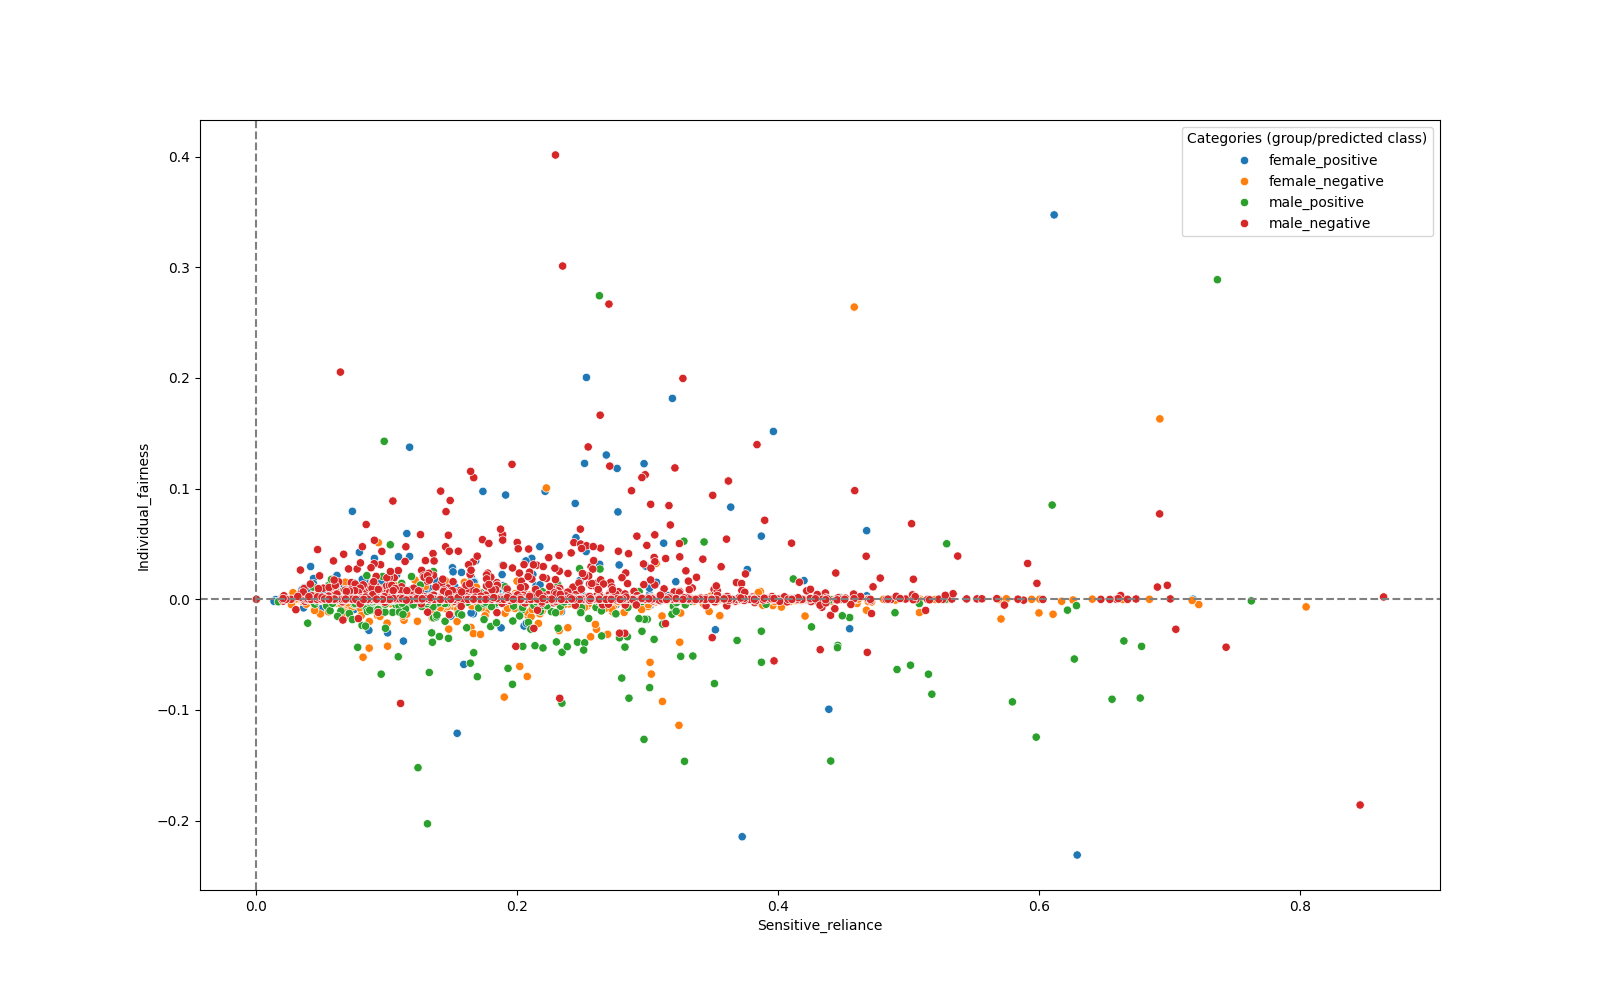 Categories (group/predicted class)
female_positive
female_negative
male_positive
male_negative
0.4
0.3
0.2
0.1
0.0
−0.1
−0.2
Individual_fairness
0.0 0.2 0.4 0.6 0.8
Sensitive_reliance